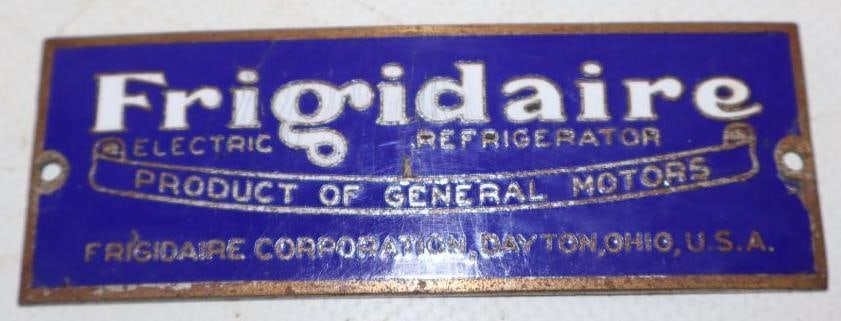 Frigidaire
ELECTRIC REFRIGERATOR
PRODUCT OF GENERAL MOTORS
FRIGIDAIRE CORPORATION, DAYTON, OHIO, U.S.A.